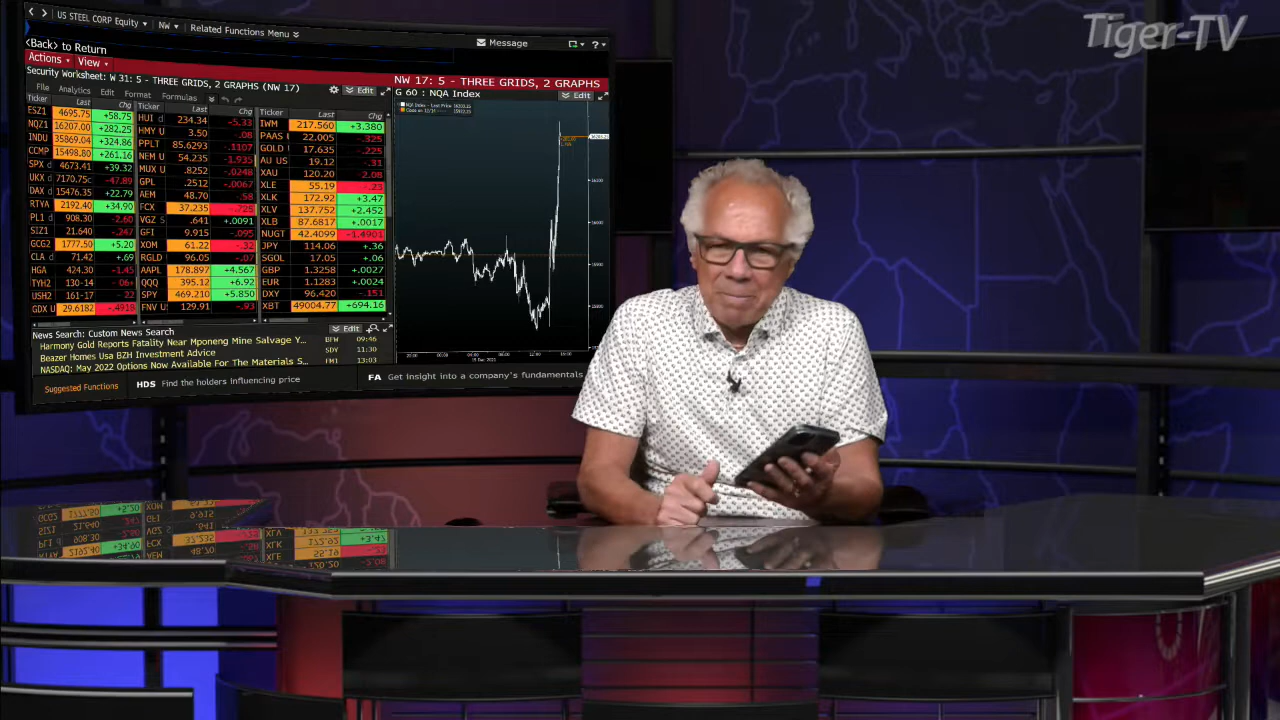 Tiger-TV
< > US STEEL CORP Equity NW Related Functions Menu
Message ?
<Back> to Return
Actions View
Security Worksheet: W 31: 5 - THREE GRIDS, 2 GRAPHS (NW 17) Edit
File Analytics Edit Format Formulas
Ticker Last Chg
ESZ1 4695.75 +58.75
NQZ1 16207.00 +282.25
INDU 35869.04 +324.86
CCMP 15498.80 +261.16
SPX d 4673.41 +39.32
UKX d 7170.75c -47.89
DAX d 15476.35 +22.79
RTYA 2192.40 +34.90
PL1 d 908.30 -2.60
SIZ1 21.640 -.247
GCG2 1777.50 +5.20
CLA d 71.42 +.69
HGA 424.30 -1.45
TYH2 130-14 -06+
USH2 161-17 - 22
GDX U 29.6182 -.4918
Ticker Last Chg
HUI d 234.34 -5.33
HMY U 3.50 -.08
PPLT 85.6293 -.1107
NEM U 54.235 -1.935
MUX U .8252 -.0248
GPL .2512 -.0067
AEM 48.70 -.58
FCX 37.235 -.725
VGZ S .641 +.0091
GFI 9.915 -.095
XOM 61.22 -.32
RGLD 96.05 -.07
AAPL 178.897 +4.567
QQQ 395.12 +6.92
SPY 469.210 +5.850
FNV U 129.91 -.93
Ticker Last Chg
IWM 217.560 +3.380
PAAS U 22.005 -.325
GOLD U 17.635 -.225
AU US 19.12 -.31
XAU 120.20 -2.08
XLE 55.19 -.23
XLK 172.92 +3.47
XLV 137.752 +2.452
XLB 87.6817 +.0017
NUGT 42.4099 -1.4901
JPY 114.06 +.36
SGOL 17.05 +.06
GBP 1.3258 +.0027
EUR 1.1283 +.0024
DXY 96.420 -.151
XBT 49004.77 +694.16
NW 17: 5 - THREE GRIDS, 2 GRAPHS
G 60 : NQA Index
Edit
News Search: Custom News Search Edit
Harmony Gold Reports Fatality Near Mponeng Mine Salvage Y... BFW 09:46
Beazer Homes Usa BZH Investment Advice SDY 11:30
NASDAQ: May 2022 Options Now Available For The Materials S... FM1 13:03
Suggested Functions HDS Find the holders influencing price FA Get insight into a company's fundamentals